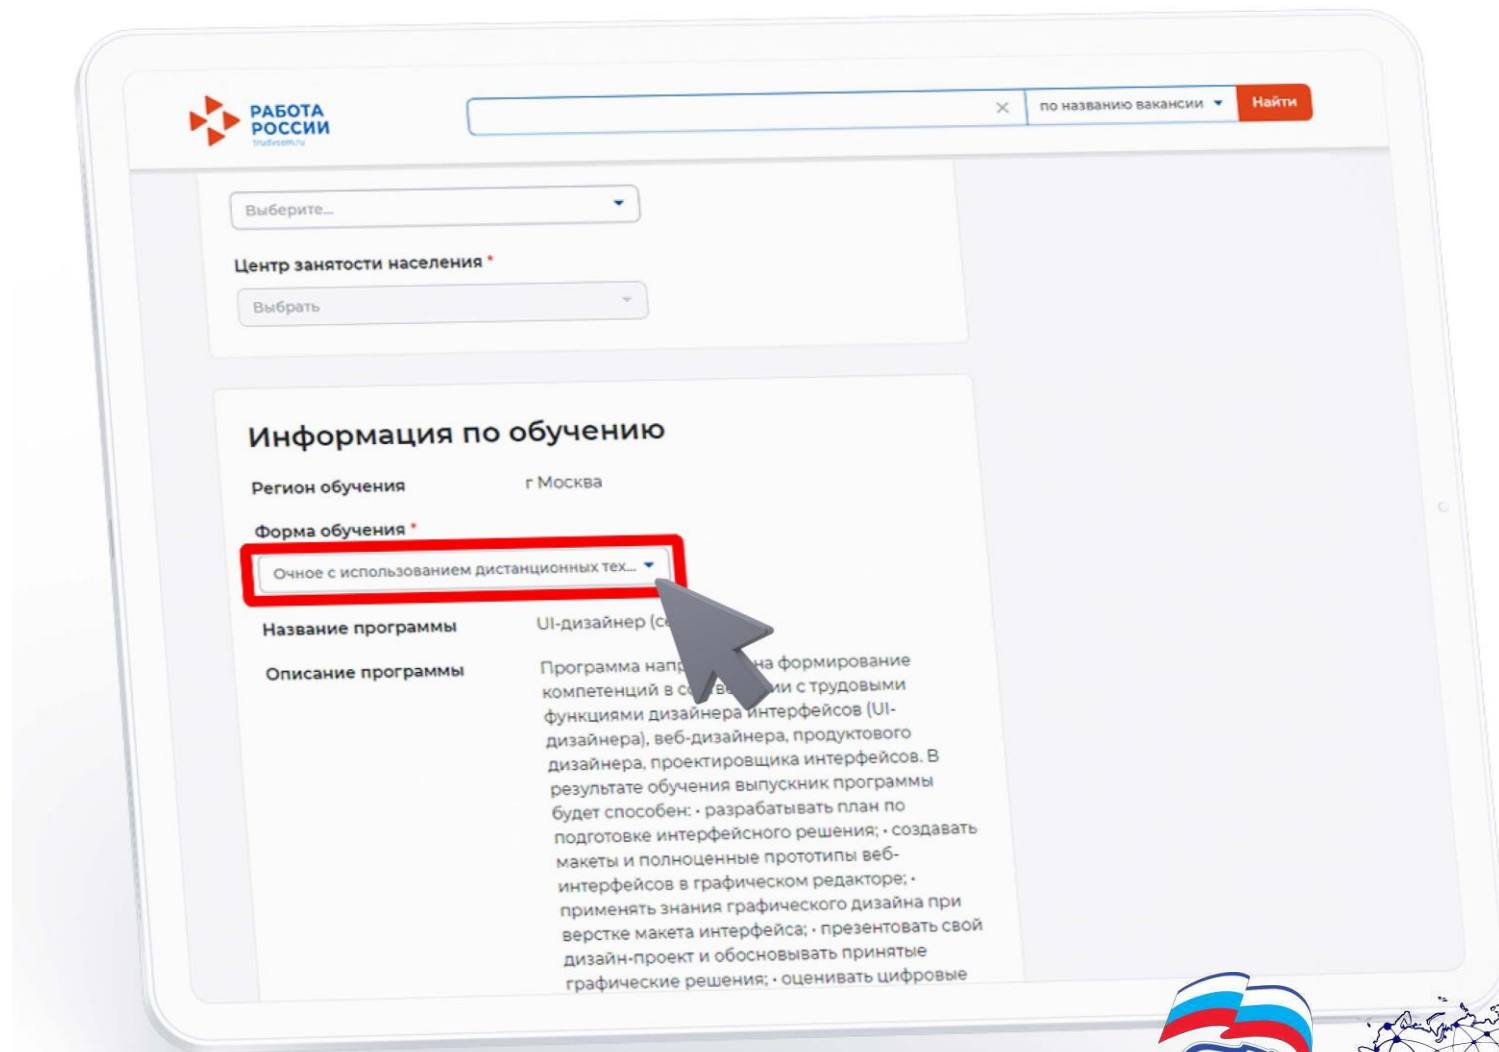 РАБОТА
РОССИИ
trudvsem.ru
по названию вакансии
Найти
Выберите...
Центр занятости населения *
Выбрать
Информация по обучению
Регион обучения г Москва
Форма обучения *
Очное с использованием дистанционных тех...
Название программы UI-дизайнер
Описание программы Программа на формирование
компетенций в с трудовыми
функциями дизайнера интерфейсов (UI-
дизайнера), веб-дизайнера, продуктового
дизайнера, проектировщика интерфейсов. В
результате обучения выпускник программы
будет способен: • разрабатывать план по
подготовке интерфейсного решения; • создавать
макеты и полноценные прототипы веб-
интерфейсов в графическом редакторе; •
применять знания графического дизайна при
верстке макета интерфейса; • презентовать свой
дизайн-проект и обосновывать принятые
графические решения; • оценивать цифровые